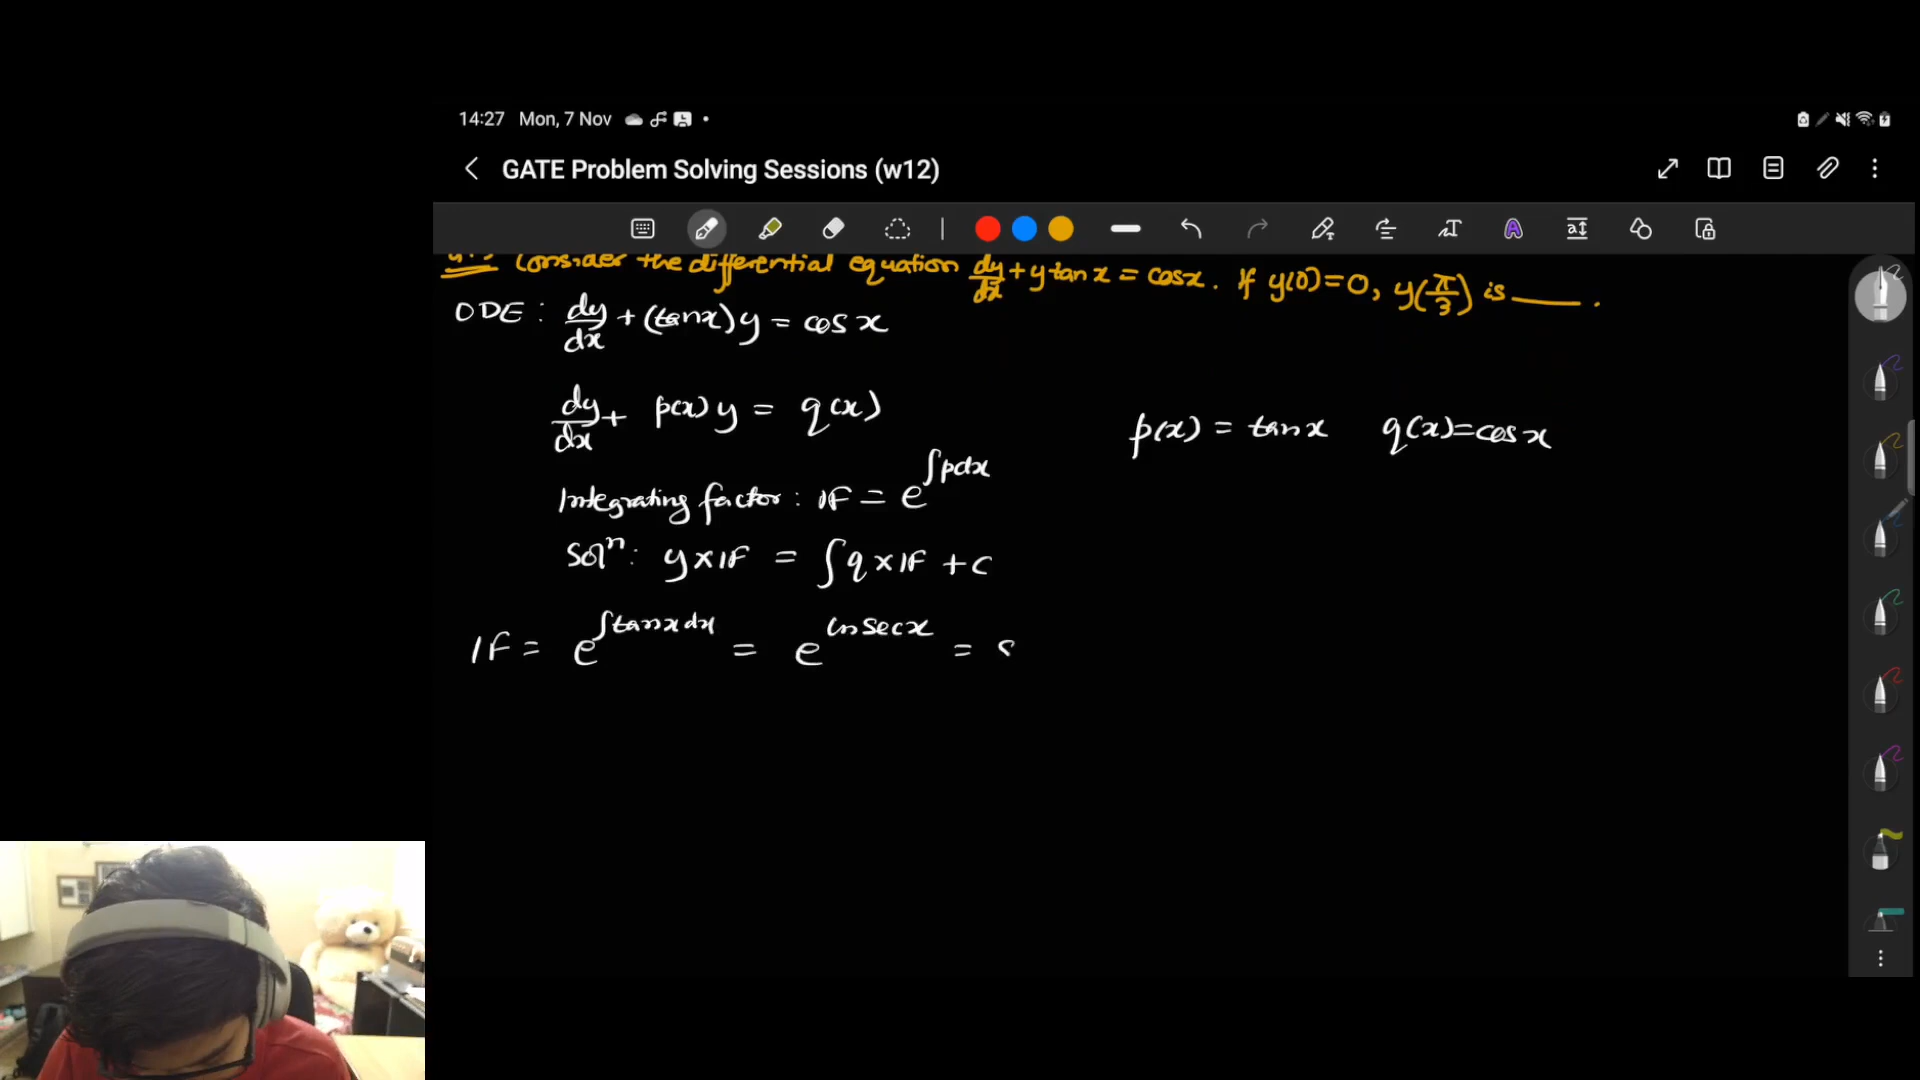 14:27 Mon, 7 Nov
GATE Problem Solving Sessions (w12)
Consider the differential equation dy/dx + y tan x = cos x. If y(0)=0, y(π/3) is ____ .
ODE : dy/dx + (tan x) y = cos x
dy/dx + p(x) y = q(x)
p(x) = tan x q(x)=cos x
Integrating factor : IF = e^∫pdx
Solⁿ: y×IF = ∫q×IF + c
IF = e^∫tan x dx = e^ln sec x = s